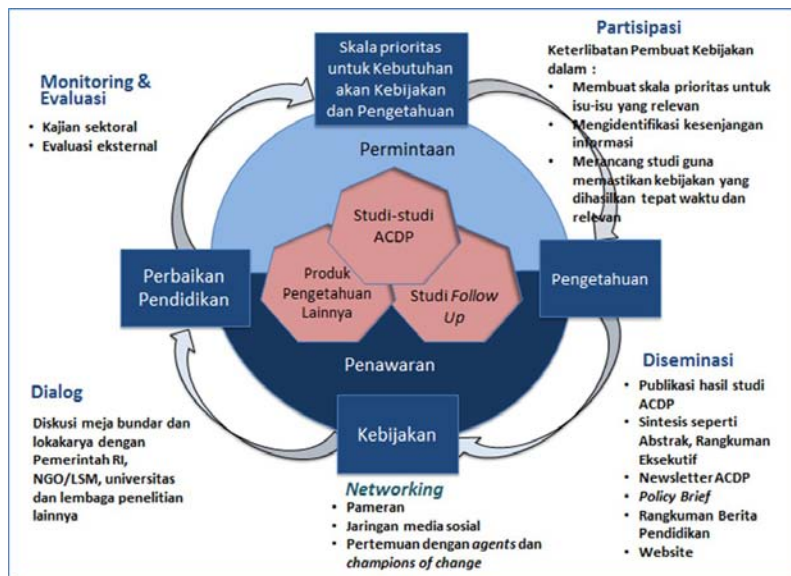 Partisipasi
Keterlibatan Pembuat Kebijakan
dalam :
• Membuat skala prioritas untuk
isu-isu yang relevan
• Mengidentifikasi kesenjangan
informasi
• Merancang studi guna
memastikan kebijakan yang
dihasilkan tepat waktu dan
relevan
Skala prioritas
untuk Kebutuhan
akan Kebijakan
dan Pengetahuan
Monitoring &
Evaluasi
• Kajian sektoral
• Evaluasi eksternal
Permintaan
Studi-studi
ACDP
Produk
Pengetahuan
Lainnya
Studi Follow
Up
Perbaikan
Pendidikan
Pengetahuan
Penawaran
Kebijakan
Dialog
Diskusi meja bundar dan
lokakarya dengan
Pemerintah RI,
NGO/LSM, universitas
dan lembaga penelitian
lainnya
Networking
• Pameran
• Jaringan media sosial
• Pertemuan dengan agents dan
champions of change
Diseminasi
• Publikasi hasil studi
ACDP
• Sintesis seperti
Abstrak, Rangkuman
Eksekutif
• Newsletter ACDP
• Policy Brief
• Rangkuman Berita
Pendidikan
• Website